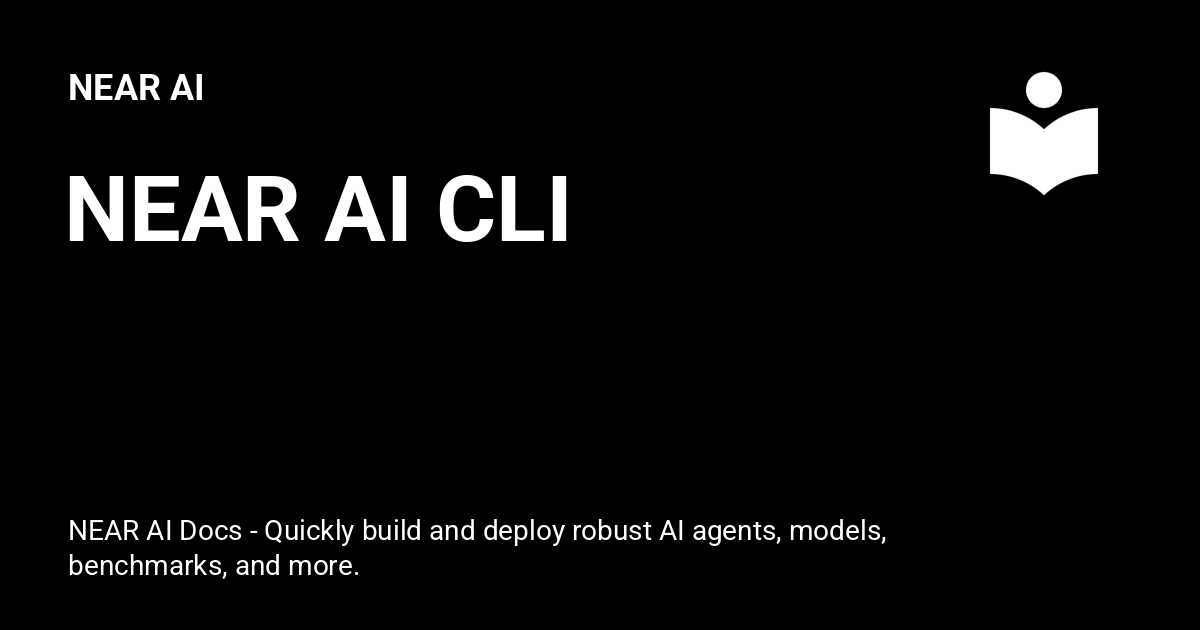 NEAR AI
NEAR AI CLI
NEAR AI Docs - Quickly build and deploy robust AI agents, models,
benchmarks, and more.